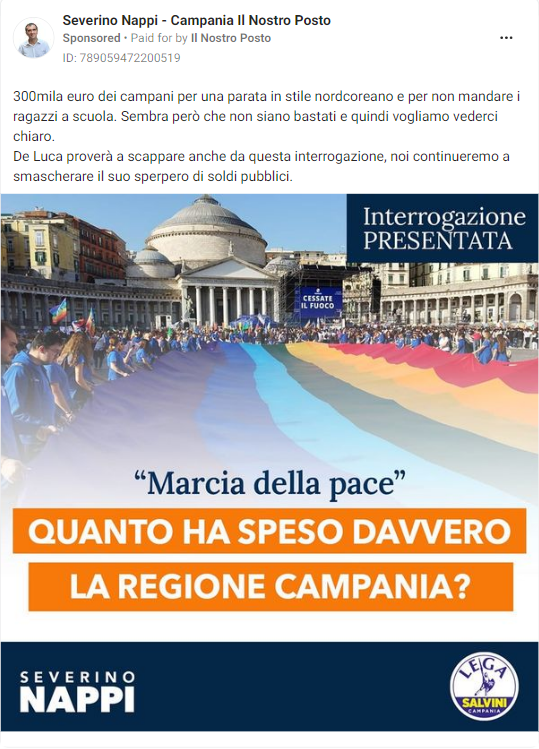 Severino Nappi - Campania Il Nostro Posto
Sponsored • Paid for by Il Nostro Posto
ID: 789059472200519
300mila euro dei campani per una parata in stile nordcoreano e per non mandare i
ragazzi a scuola. Sembra però che non siano bastati e quindi vogliamo vederci
chiaro.
De Luca proverà a scappare anche da questa interrogazione, noi continueremo a
smascherare il suo sperpero di soldi pubblici.
Interrogazione
PRESENTATA
CESSATE
IL FUOCO
“Marcia della pace”
QUANTO HA SPESO DAVVERO
LA REGIONE CAMPANIA?
SEVERINO
NAPPI
LEGA
SALVINI
CAMPANIA